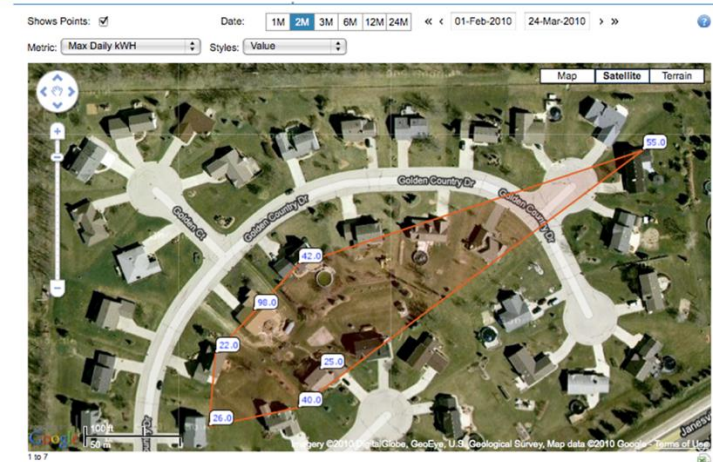 Shows Points:
Date:
1M 2M 3M 6M 12M 24M
« ‹ 01-Feb-2010 24-Mar-2010 › »
?
Metric: Max Daily kWH
Styles: Value
Map Satellite Terrain
55.0
Golden Country Dr
Golden Country Dr
Golden Country Dr
Golden Ct
42.0
98.0
22.0
25.0
40.0
26.0
100 ft
50 m
Google
Imagery ©2010 DigitalGlobe, GeoEye, U.S. Geological Survey, Map data ©2010 Google - Terms of Use
1 to 7